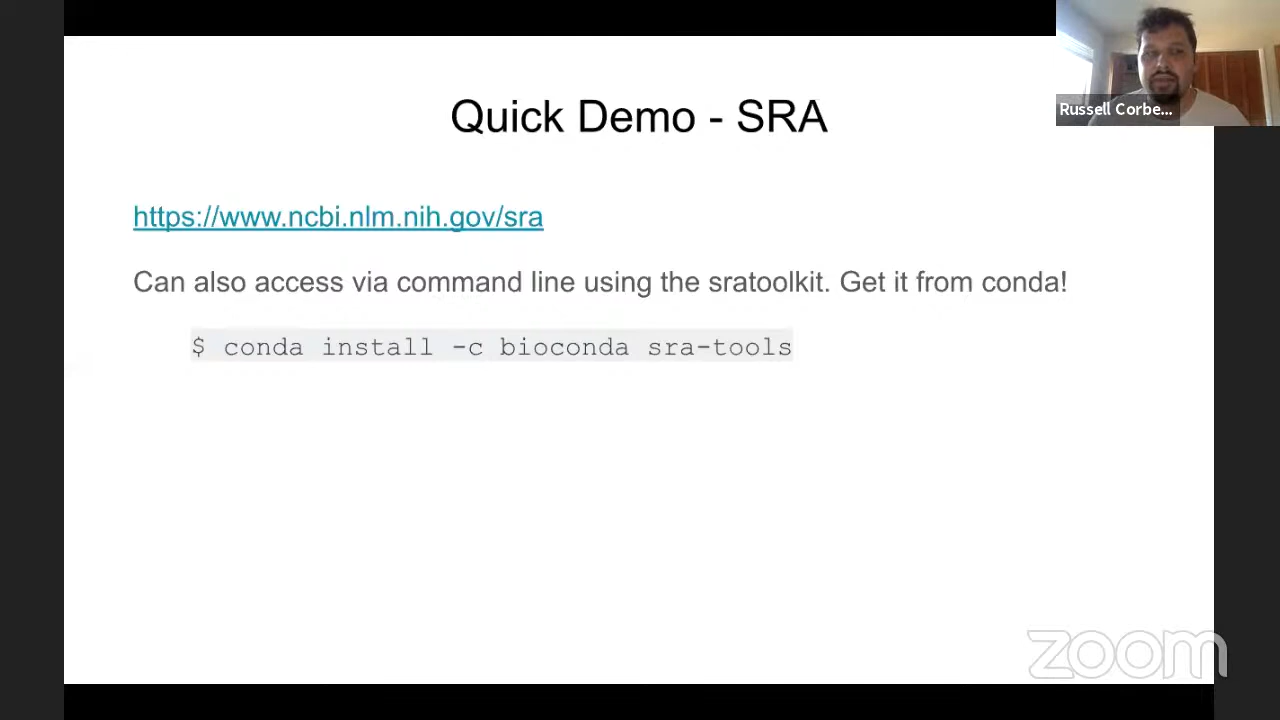 Quick Demo - SRA
Russell Corbe...
https://www.ncbi.nlm.nih.gov/sra
Can also access via command line using the sratoolkit. Get it from conda!
$ conda install -c bioconda sra-tools
zoom